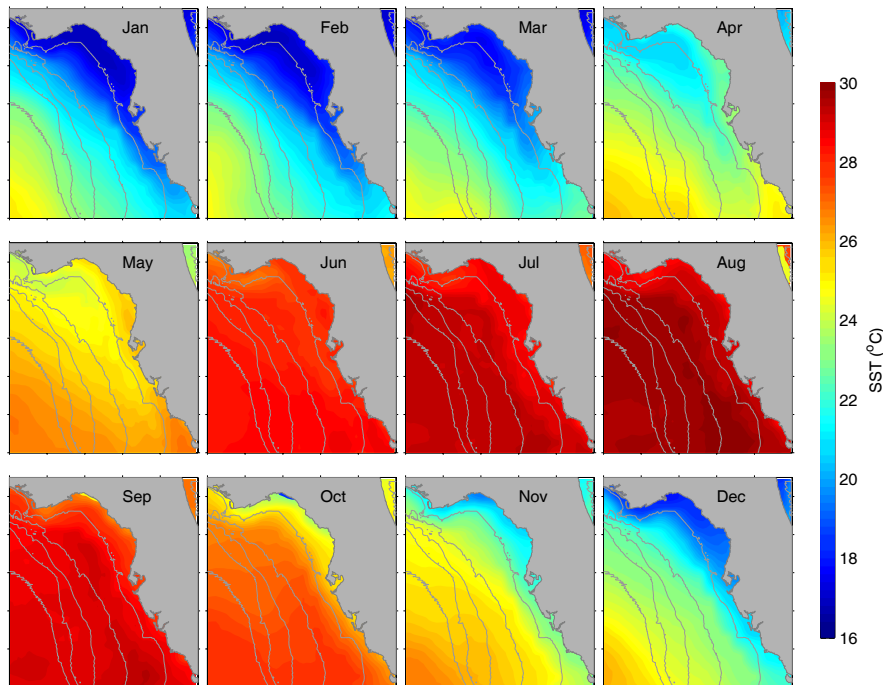 Jan
Feb
Mar
Apr
May
Jun
Jul
Aug
Sep
Oct
Nov
Dec
30
28
26
24
22
20
18
16
SST (°C)